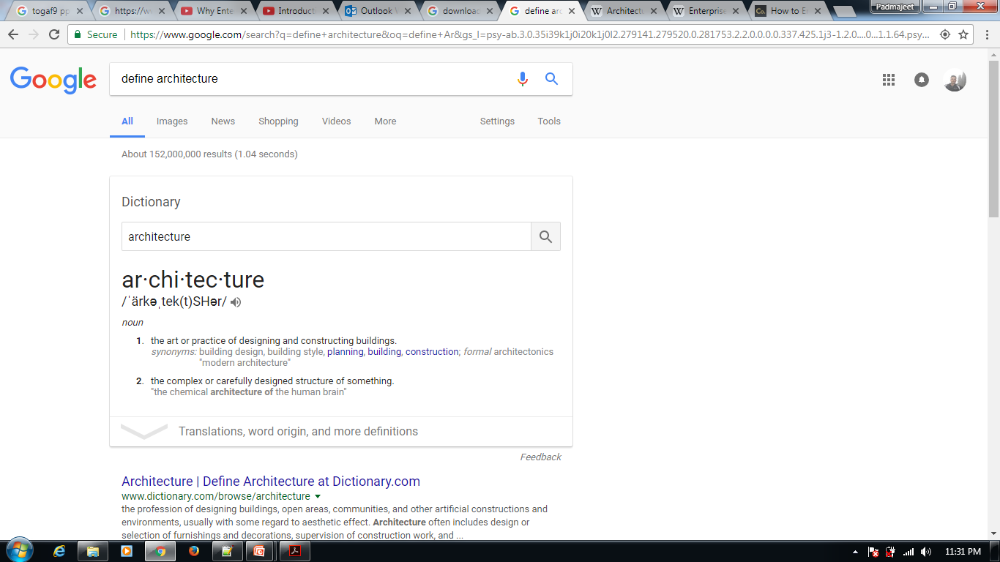 togaf9 pp
https://w
Why Ente
Introduct
Outlook
download
define arc
Architect
Enterprise
How to E
Padmajeet
Secure https://www.google.com/search?q=define+architecture&oq=define+Ar&gs_l=psy-ab.3.0.35i39k1j0i20k1j0l2.279141.279520.0.281753.2.2.0.0.0.0.337.425.1j3-1.2.0....0...1.1.64.psy...
Google
define architecture
All Images News Shopping Videos More Settings Tools
About 152,000,000 results (1.04 seconds)
Dictionary
architecture
ar·chi·tec·ture
/ˈärkəˌtek(t)SHər/
noun
1. the art or practice of designing and constructing buildings.
synonyms: building design, building style, planning, building, construction; formal architectonics
"modern architecture"
2. the complex or carefully designed structure of something.
"the chemical architecture of the human brain"
Translations, word origin, and more definitions
Feedback
Architecture | Define Architecture at Dictionary.com
www.dictionary.com/browse/architecture
the profession of designing buildings, open areas, communities, and other artificial constructions and
environments, usually with some regard to aesthetic effect. Architecture often includes design or
selection of furnishings and decorations, supervision of construction work, and ...
11:31 PM